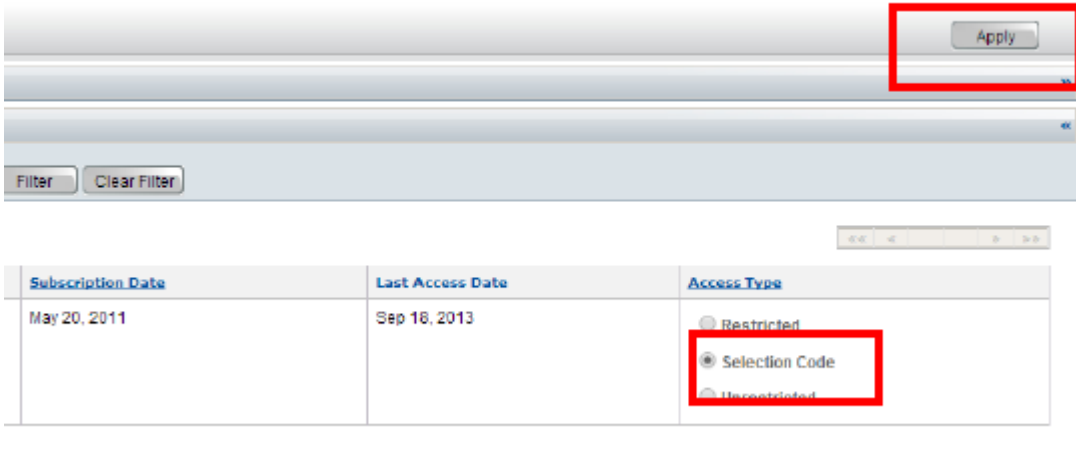 Apply
»
«
Filter Clear Filter
«« « » »»
Subscription Date Last Access Date Access Type
May 20, 2011 Sep 18, 2013 Restricted
Selection Code
Unrestricted